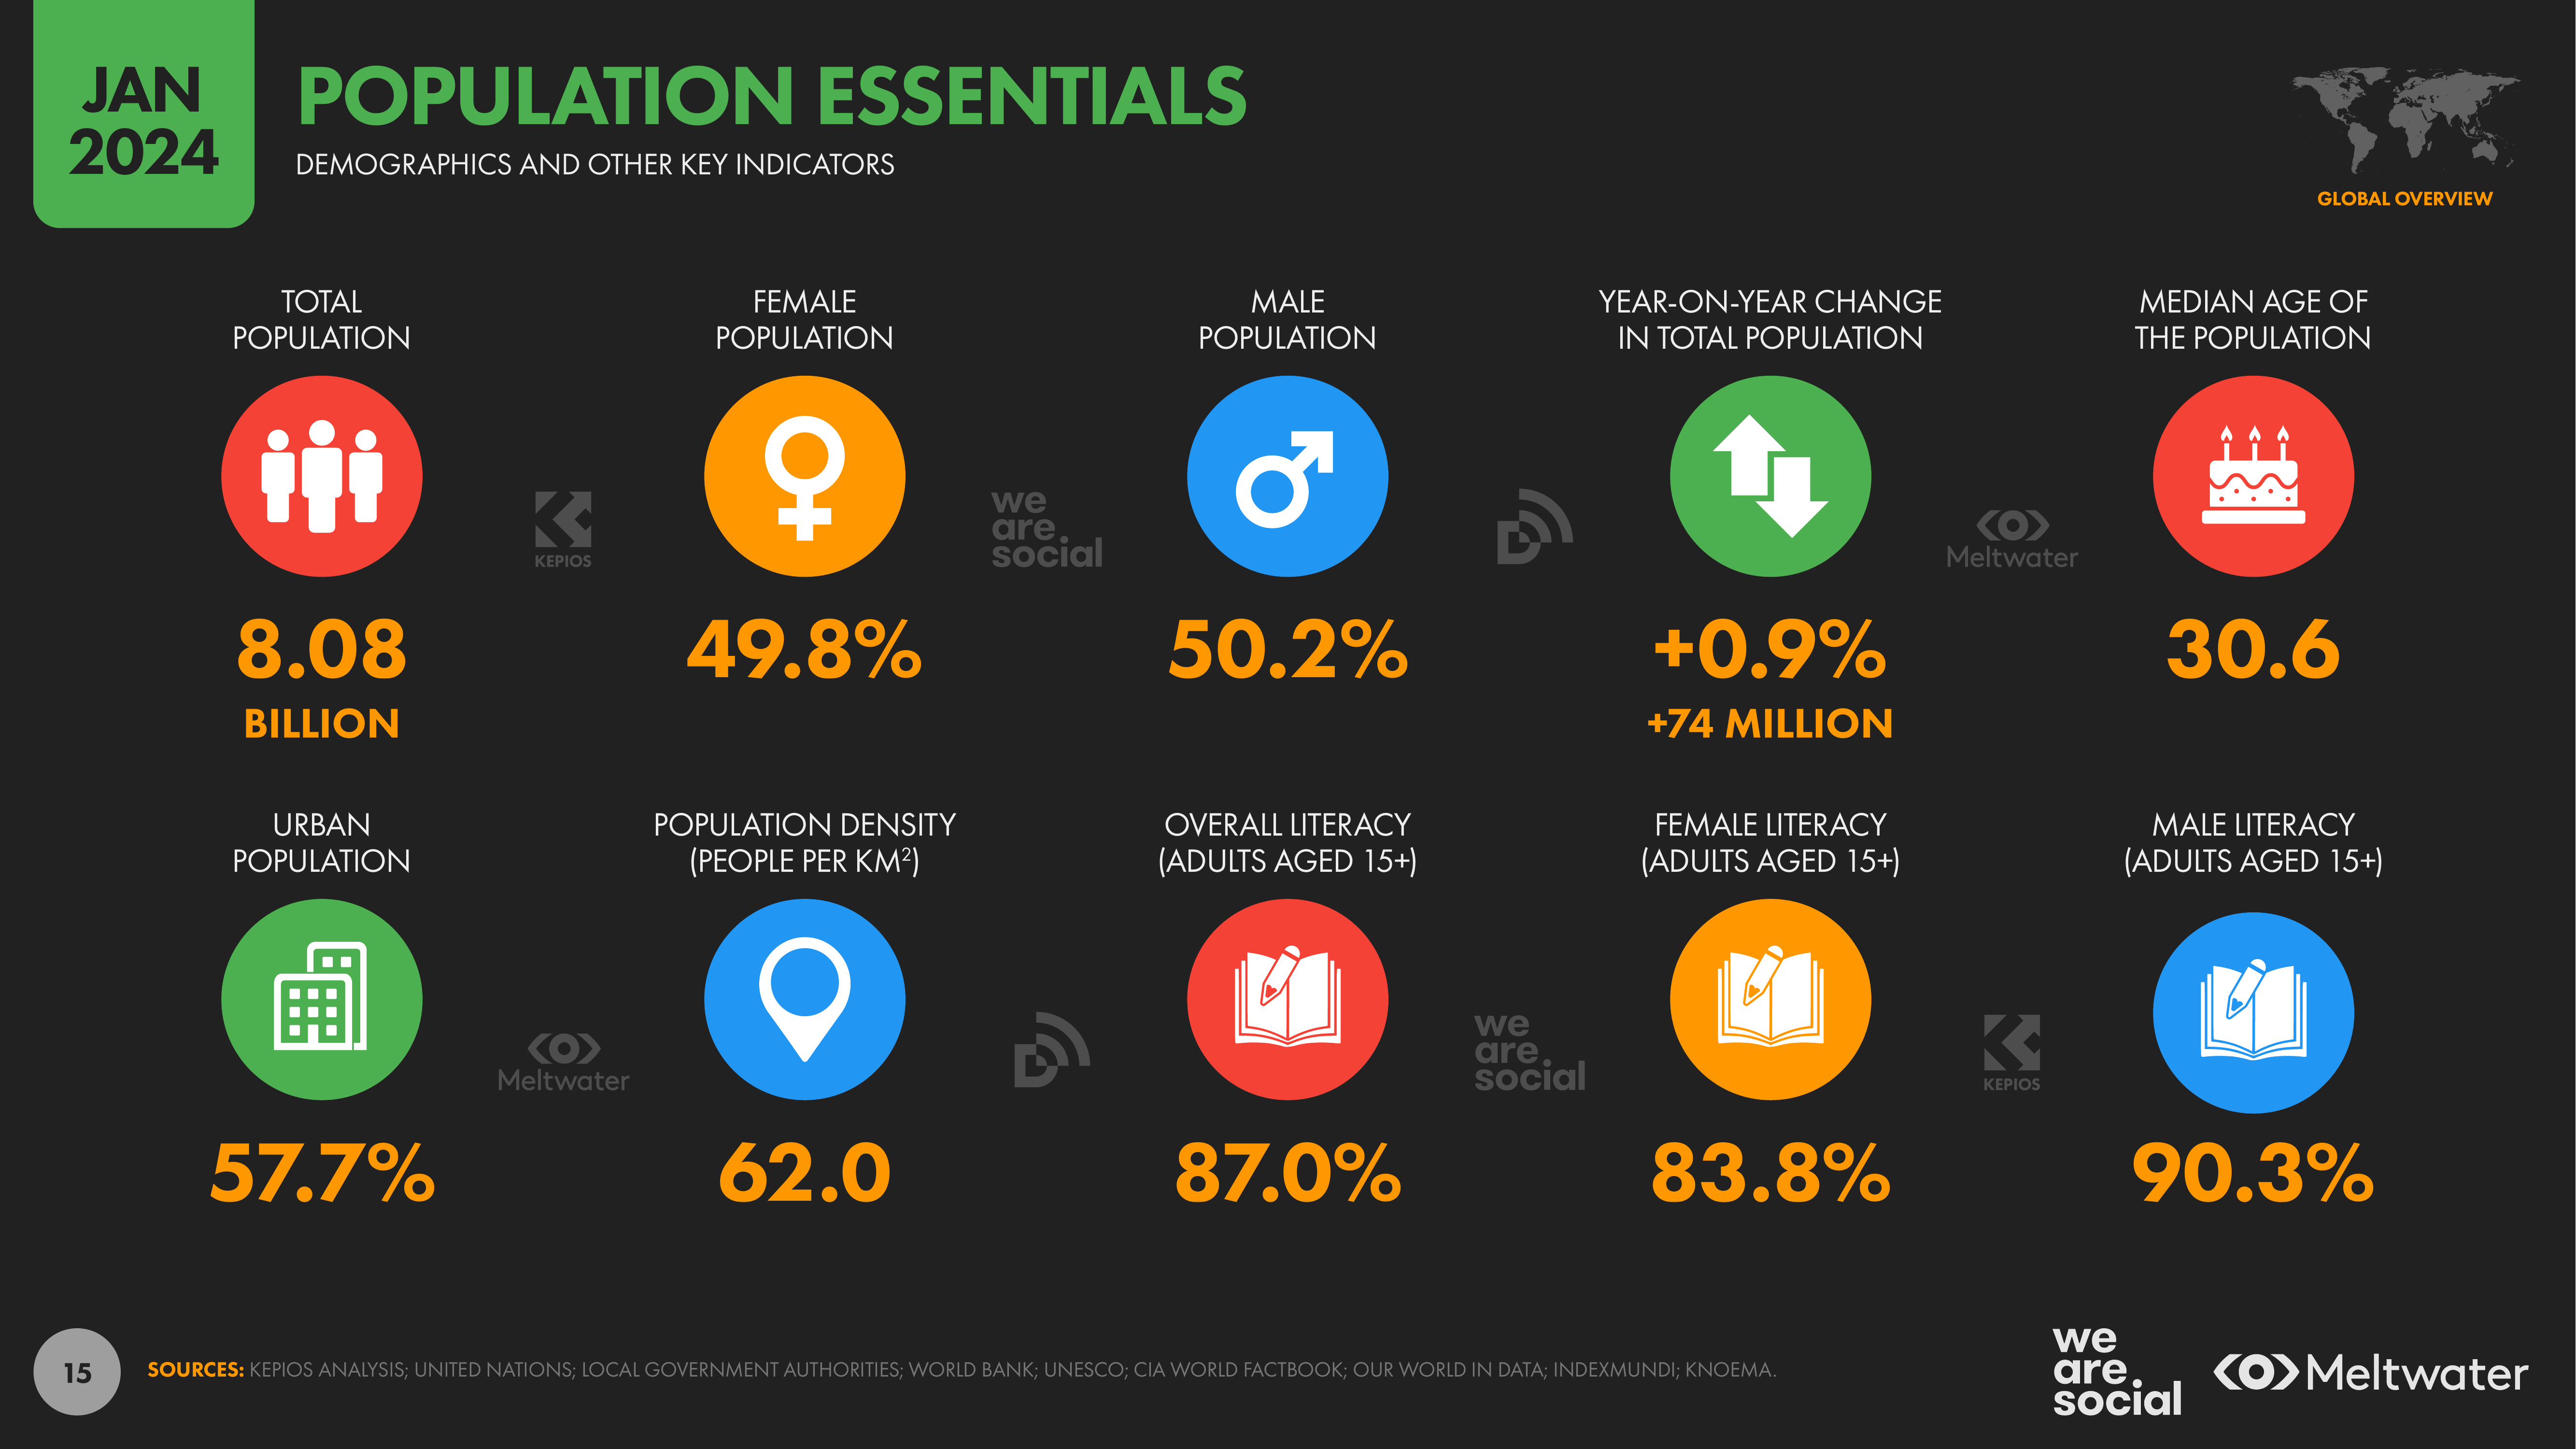 JAN
2024
POPULATION ESSENTIALS
DEMOGRAPHICS AND OTHER KEY INDICATORS
GLOBAL OVERVIEW
TOTAL
POPULATION
8.08
BILLION
FEMALE
POPULATION
49.8%
MALE
POPULATION
50.2%
YEAR-ON-YEAR CHANGE
IN TOTAL POPULATION
+0.9%
+74 MILLION
MEDIAN AGE OF
THE POPULATION
30.6
KEPIOS
we
are
social
Meltwater
URBAN
POPULATION
57.7%
POPULATION DENSITY
(PEOPLE PER KM²)
62.0
OVERALL LITERACY
(ADULTS AGED 15+)
87.0%
FEMALE LITERACY
(ADULTS AGED 15+)
83.8%
MALE LITERACY
(ADULTS AGED 15+)
90.3%
Meltwater
we
are
social
KEPIOS
15
SOURCES: KEPIOS ANALYSIS; UNITED NATIONS; LOCAL GOVERNMENT AUTHORITIES; WORLD BANK; UNESCO; CIA WORLD FACTBOOK; OUR WORLD IN DATA; INDEXMUNDI; KNOEMA.
we
are
social
Meltwater